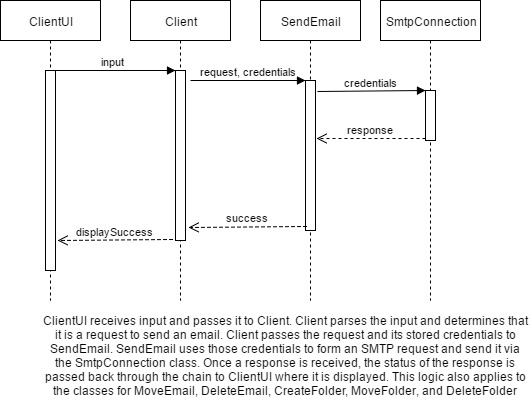 ClientUI
Client
SendEmail
SmtpConnection
input
request, credentials
credentials
response
success
displaySuccess
ClientUI receives input and passes it to Client. Client parses the input and determines that
it is a request to send an email. Client passes the request and its stored credentials to
SendEmail. SendEmail uses those credentials to form an SMTP request and send it via
the SmtpConnection class. Once a response is received, the status of the response is
passed back through the chain to ClientUI where it is displayed. This logic also applies to
the classes for MoveEmail, DeleteEmail, CreateFolder, MoveFolder, and DeleteFolder